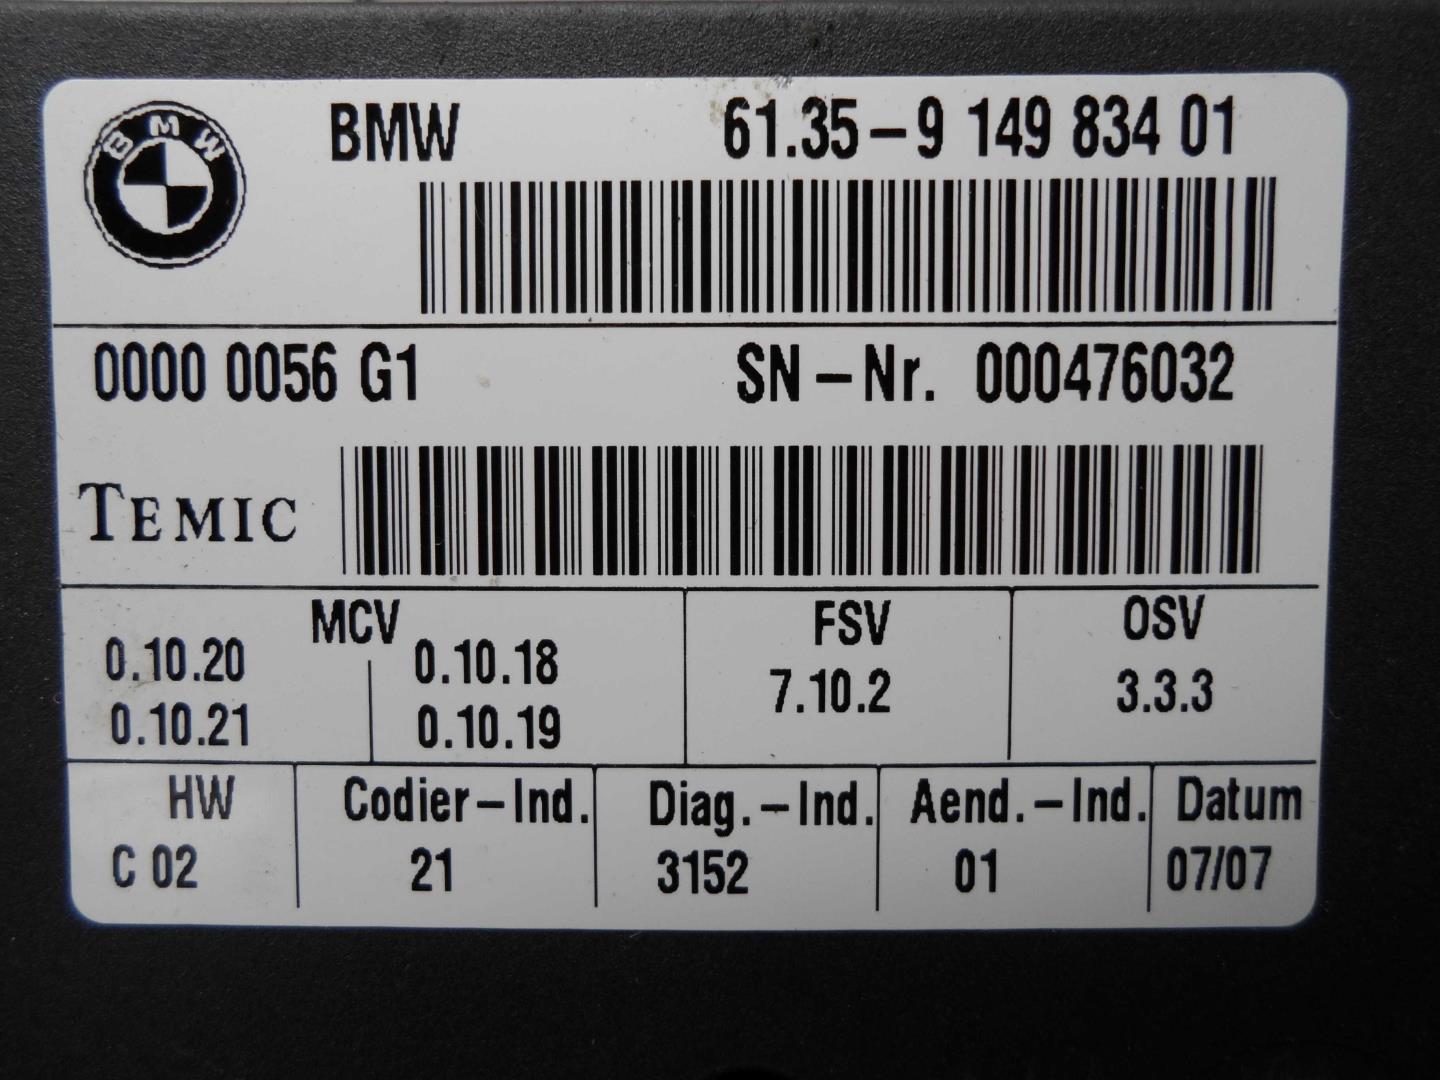 BMW
BMW 61.35-9 149 834 01
0000 0056 G1 SN-Nr. 000476032
TEMIC
MCV FSV OSV
0.10.20 0.10.18 7.10.2 3.3.3
0.10.21 0.10.19
HW Codier-Ind. Diag.-Ind. Aend.-Ind. Datum
C 02 21 3152 01 07/07